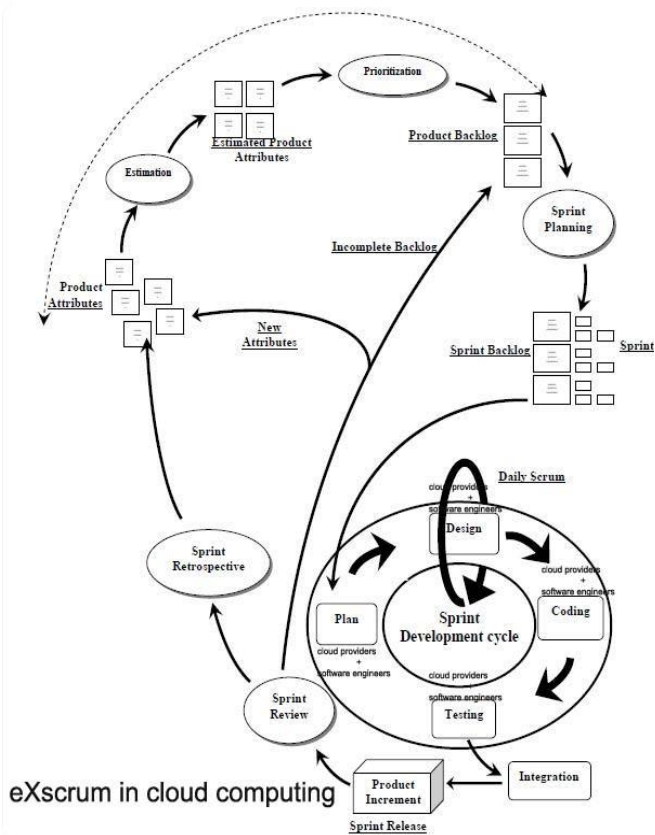 Prioritization
Estimated Product
Attributes
Product Backlog
Estimation
Sprint
Planning
Incomplete Backlog
Product
Attributes
New
Attributes
Sprint Backlog
Sprint
Daily Scrum
cloud providers
+
software engineers
Design
cloud providers
+
software engineers
Coding
Sprint
Retrospective
Plan
cloud providers
+
software engineers
Sprint
Development cycle
cloud providers
+
software engineers
Testing
Sprint
Review
Integration
Product
Increment
Sprint Release
eXscrum in cloud computing